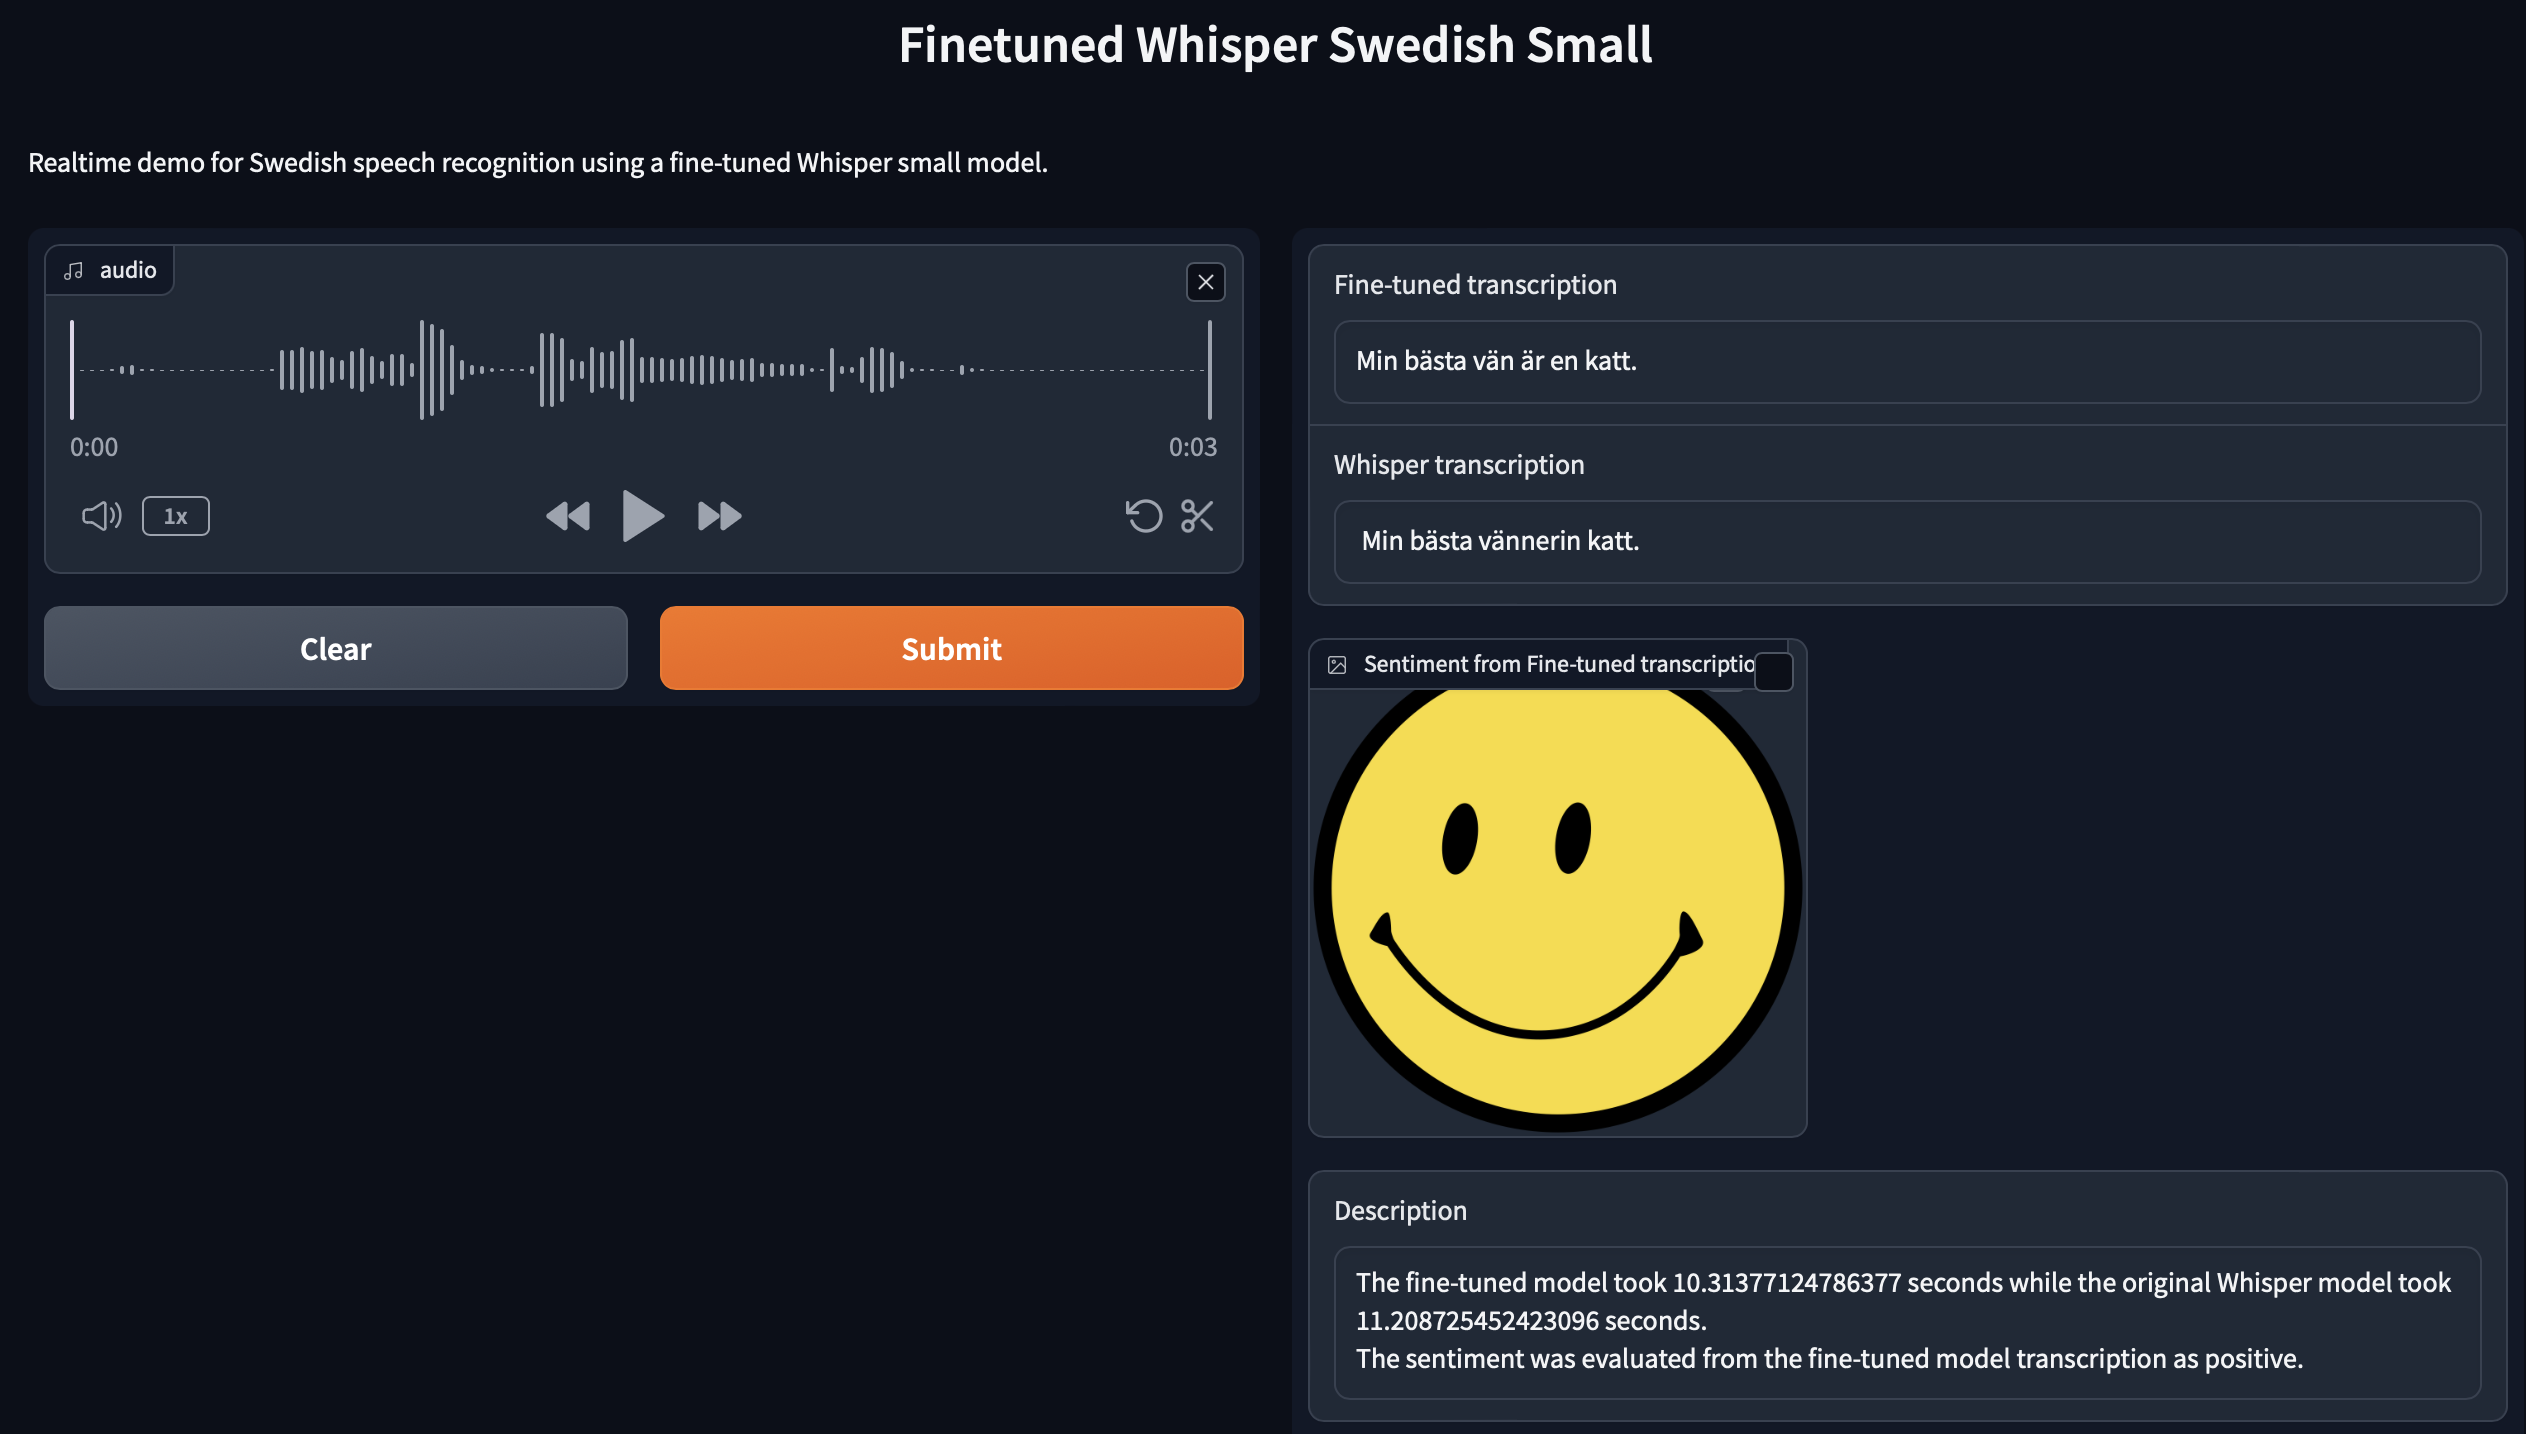 Finetuned Whisper Swedish Small
Realtime demo for Swedish speech recognition using a fine-tuned Whisper small model.
audio
0:00
0:03
1x
Clear
Submit
Fine-tuned transcription
Min bästa vän är en katt.
Whisper transcription
Min bästa vännerin katt.
Sentiment from Fine-tuned transcriptio
Description
The fine-tuned model took 10.31377124786377 seconds while the original Whisper model took
11.208725452423096 seconds.
The sentiment was evaluated from the fine-tuned model transcription as positive.